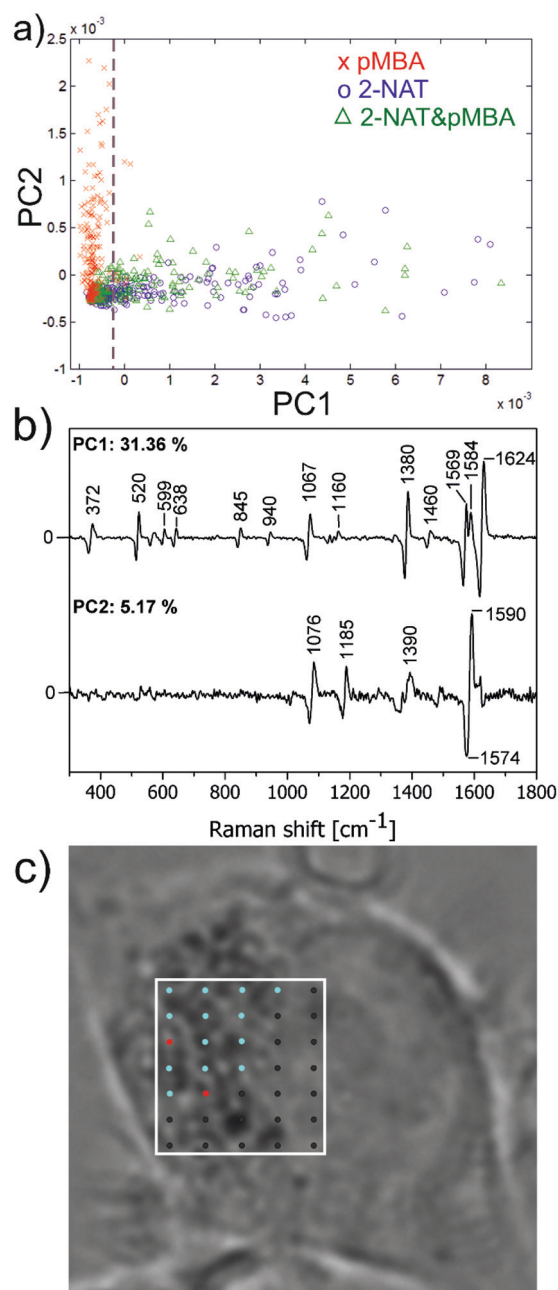 a)
x 10⁻³
2.5
2
1.5
1
0.5
0
-0.5
-1
PC2
x pMBA
o 2-NAT
△ 2-NAT&pMBA
-1 0 1 2 3 4 5 6 7 8
x 10⁻³
PC1
b)
PC1: 31.36 %
0
372
520
599
638
845
940
1067
1160
1380
1460
1569
1584
1624
PC2: 5.17 %
0
1076
1185
1390
1590
1574
400 600 800 1000 1200 1400 1600 1800
Raman shift [cm⁻¹]
c)